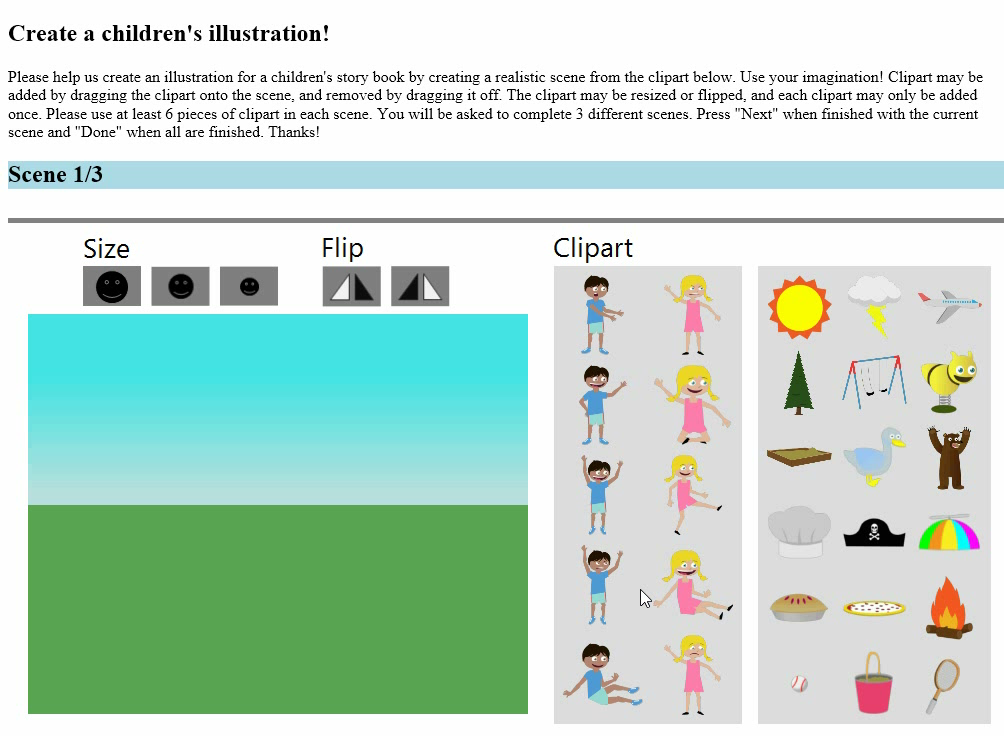 Create a children's illustration!
Please help us create an illustration for a children's story book by creating a realistic scene from the clipart below. Use your imagination! Clipart may be
added by dragging the clipart onto the scene, and removed by dragging it off. The clipart may be resized or flipped, and each clipart may only be added
once. Please use at least 6 pieces of clipart in each scene. You will be asked to complete 3 different scenes. Press "Next" when finished with the current
scene and "Done" when all are finished. Thanks!
Scene 1/3
Size
Flip
Clipart